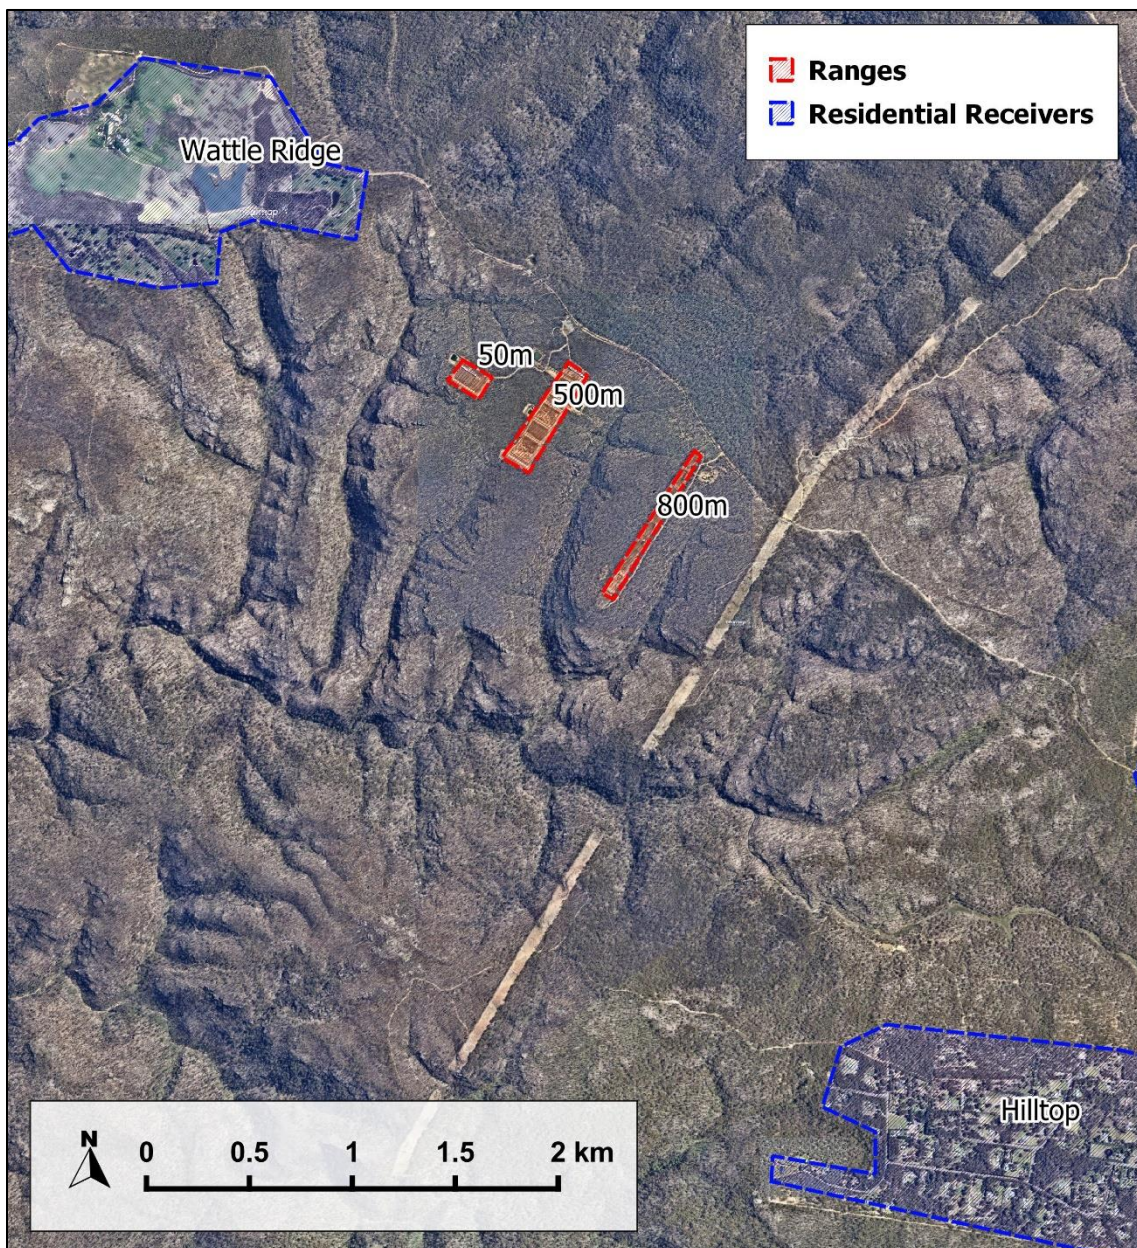 Ranges
Residential Receivers
Wattle Ridge
50m
500m
800m
Hilltop
N
0 0.5 1 1.5 2 km